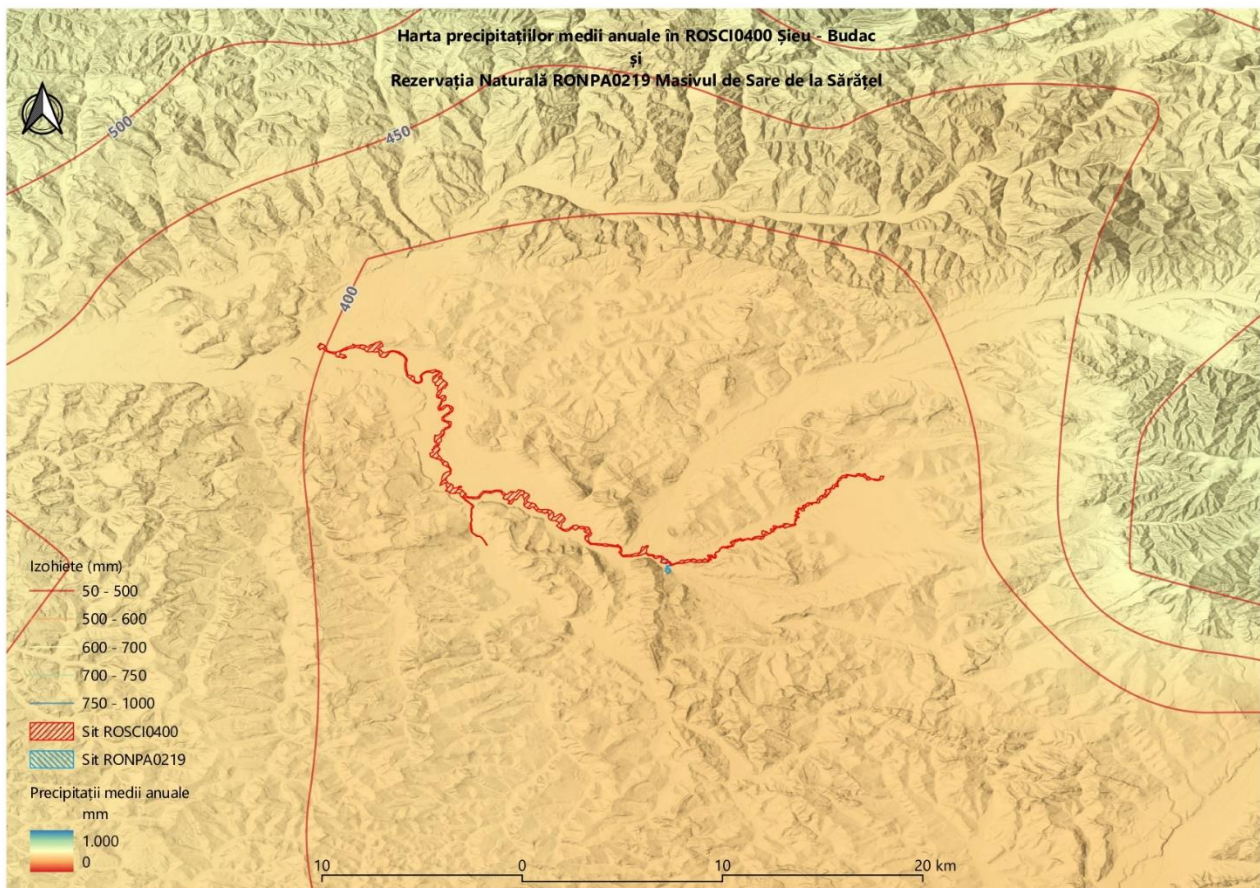 Harta precipitațiilor medii anuale în ROSCI0400 Șieu - Budac
și
Rezervația Naturală RONPA0219 Masivul de Sare de la Sărățel
500
450
400
Izohiete (mm)
50 - 500
500 - 600
600 - 700
700 - 750
750 - 1000
Sit ROSCI0400
Sit RONPA0219
Precipitații medii anuale
mm
1.000
0
10 0 10 20 km